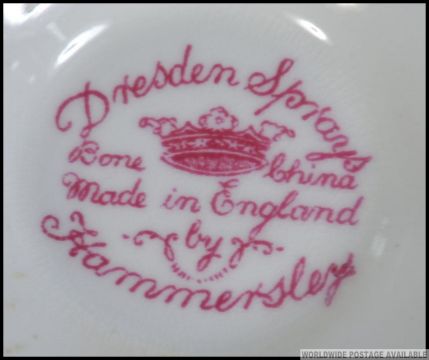 Dresden Sprays
Bone China
Made in England
by
Hammersley
WORLDWIDE POSTAGE AVAILABLE